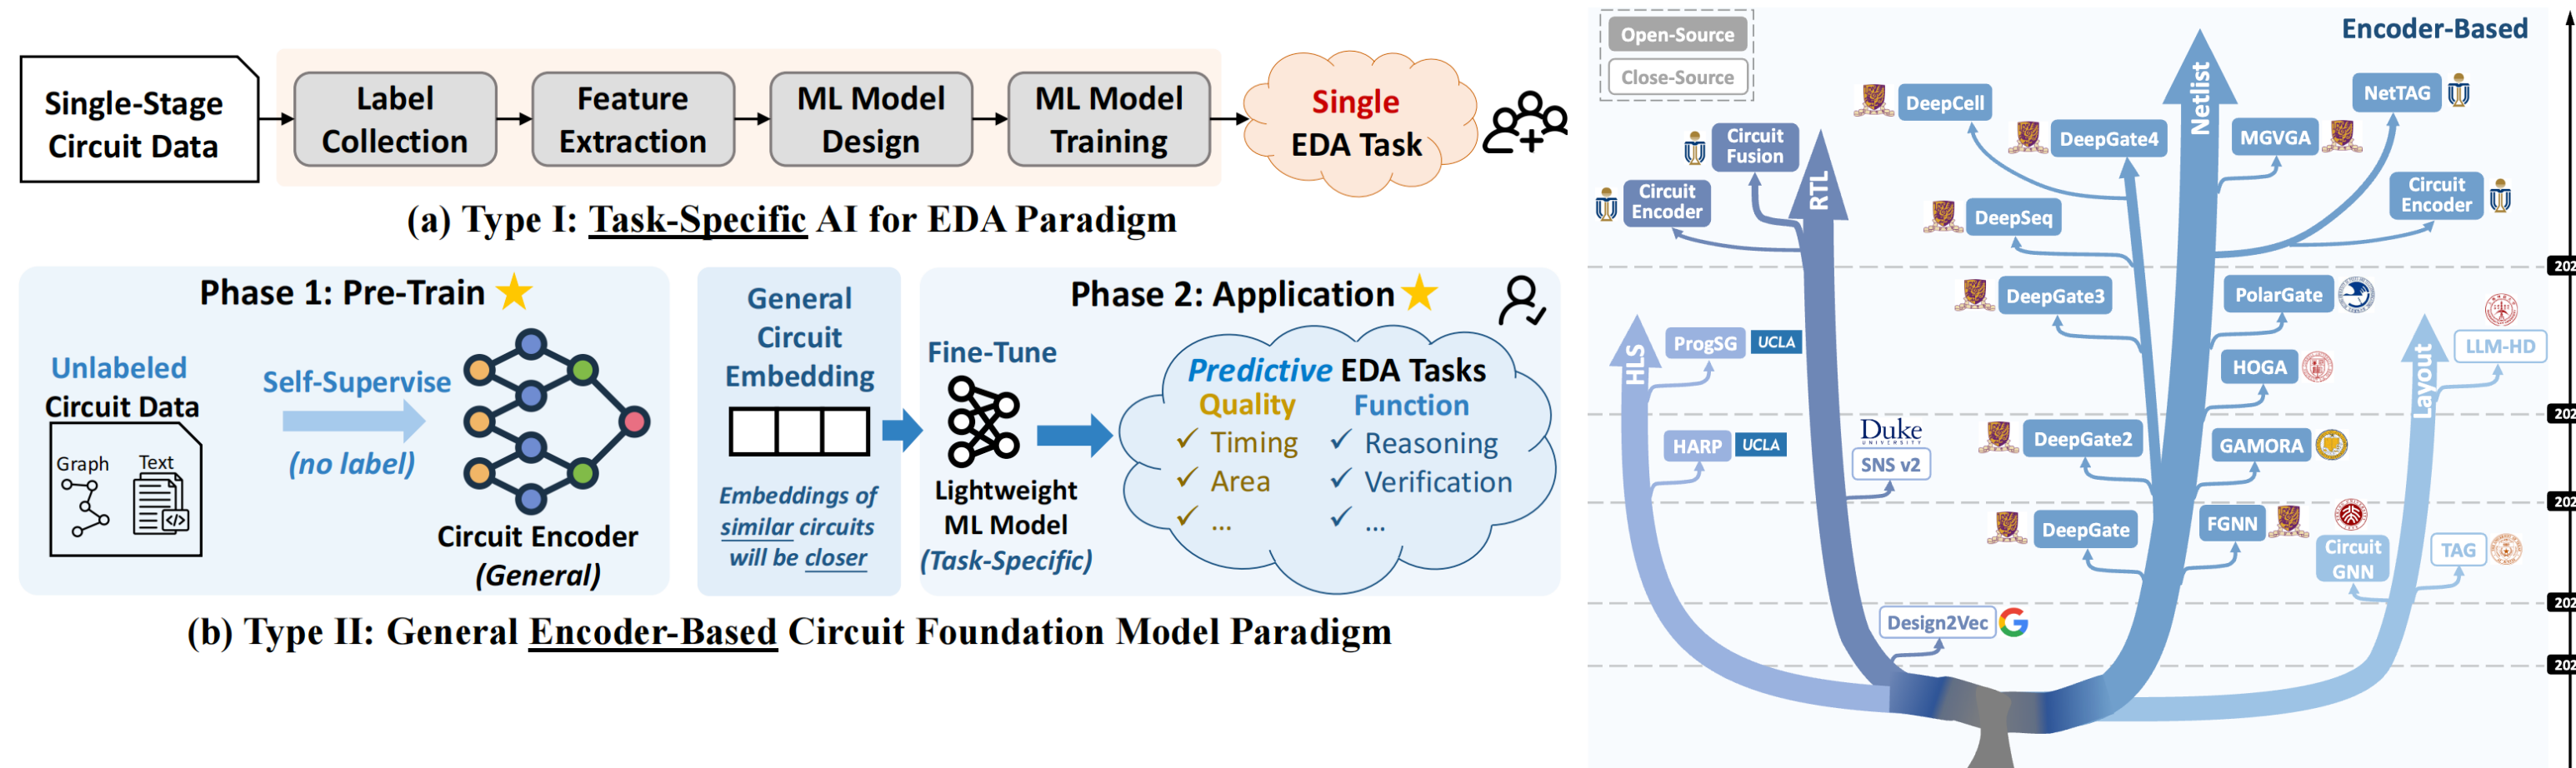 Single-Stage
Circuit Data
Label
Collection
Feature
Extraction
ML Model
Design
ML Model
Training
Single
EDA Task
(a) Type I: Task-Specific AI for EDA Paradigm
Phase 1: Pre-Train
Unlabeled
Circuit Data
Graph
Text
Self-Supervise
(no label)
Circuit Encoder
(General)
General
Circuit
Embedding
Embeddings of
similar circuits
will be closer
Phase 2: Application
Fine-Tune
Lightweight
ML Model
(Task-Specific)
Predictive EDA Tasks
Quality
Function
✓ Timing
✓ Reasoning
✓ Area
✓ Verification
✓ ...
✓ ...
(b) Type II: General Encoder-Based Circuit Foundation Model Paradigm
Open-Source
Close-Source
Encoder-Based
HLS
RTL
Netlist
Layout
DeepCell
NetTAG
Circuit
Fusion
DeepGate4
MGVGA
Circuit
Encoder
DeepSeq
Circuit
Encoder
202
DeepGate3
PolarGate
ProgSG
UCLA
LLM-HD
HOGA
202
HARP
UCLA
Duke
UNIVERSITY
SNS v2
DeepGate2
GAMORA
202
DeepGate
FGNN
Circuit
GNN
TAG
202
Design2Vec
G
202